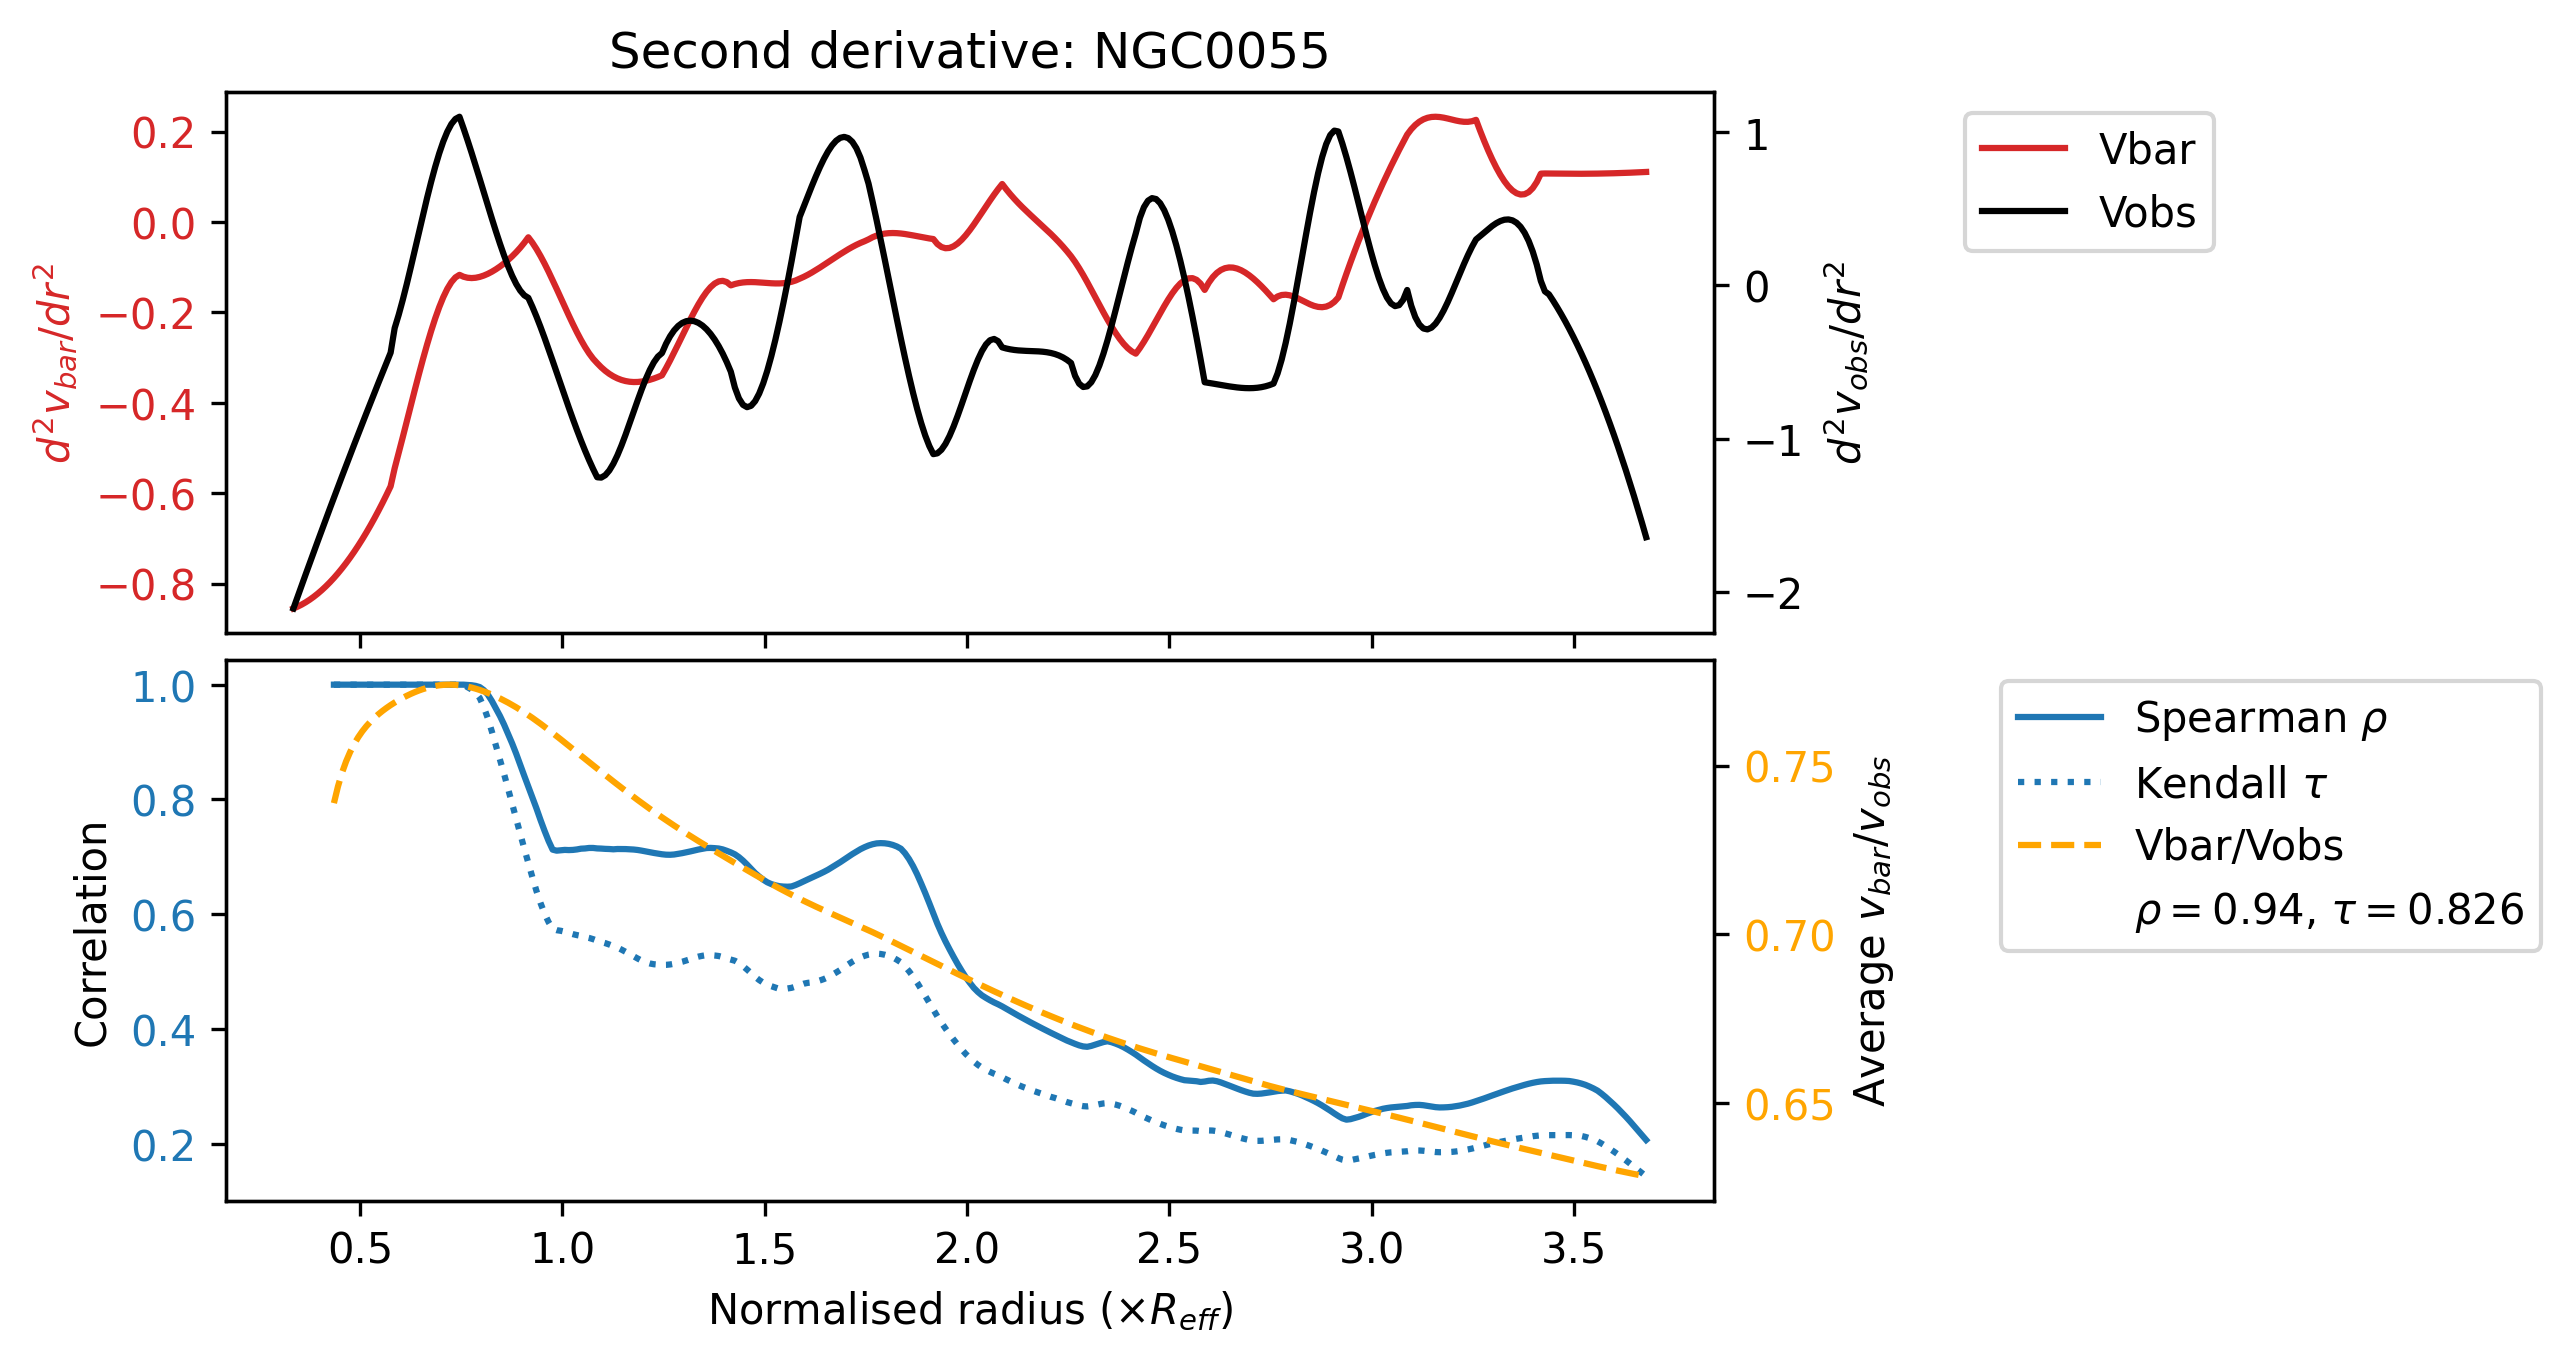 Second derivative: NGC0055
0.2
0.0
−0.2
−0.4
−0.6
−0.8
d²v_bar/dr²
1
0
−1
−2
d²v_obs/dr²
Vbar
Vobs
1.0
0.8
0.6
0.4
0.2
Correlation
0.75
0.70
0.65
Average v_bar/v_obs
Spearman ρ
Kendall τ
Vbar/Vobs
ρ = 0.94, τ = 0.826
0.5 1.0 1.5 2.0 2.5 3.0 3.5
Normalised radius (×R_eff)